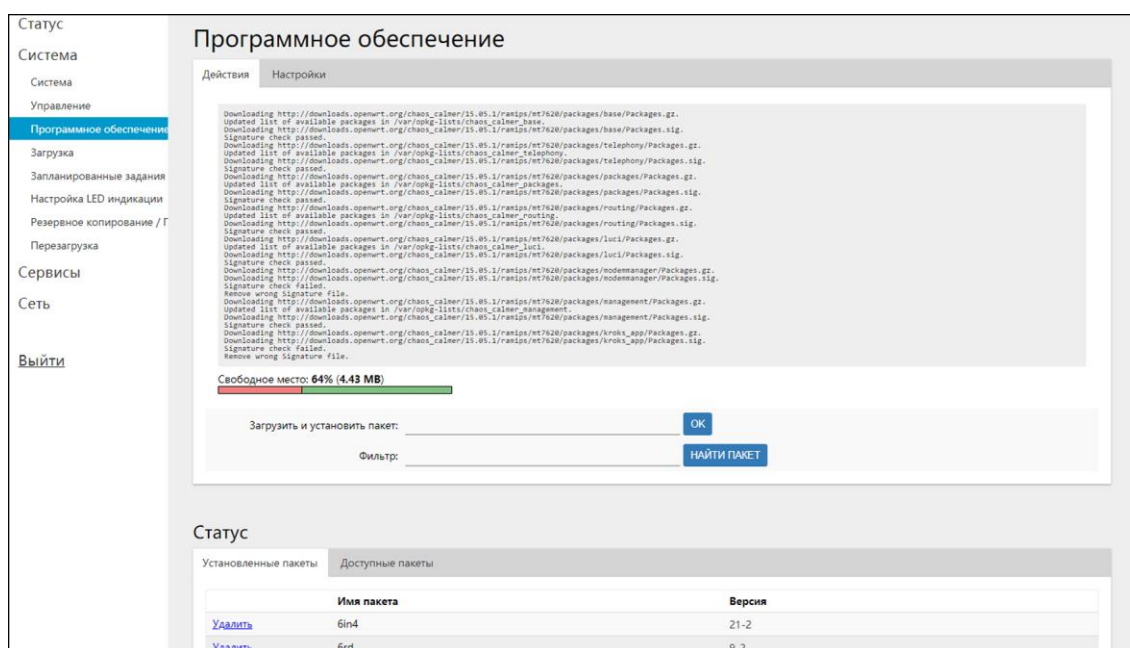 Статус
Система
Система
Управление
Программное обеспечение
Загрузка
Запланированные задания
Настройка LED индикации
Резервное копирование / П
Перезагрузка
Сервисы
Сеть
Выйти
Программное обеспечение
Действия Настройки
Downloading http://downloads.openwrt.org/chaos_calmer/15.05.1/ramips/mt7620/packages/base/Packages.gz.
Updated list of available packages in /var/opkg-lists/chaos_calmer_base.
Downloading http://downloads.openwrt.org/chaos_calmer/15.05.1/ramips/mt7620/packages/base/Packages.sig.
Signature check passed.
Downloading http://downloads.openwrt.org/chaos_calmer/15.05.1/ramips/mt7620/packages/telephony/Packages.gz.
Updated list of available packages in /var/opkg-lists/chaos_calmer_telephony.
Downloading http://downloads.openwrt.org/chaos_calmer/15.05.1/ramips/mt7620/packages/telephony/Packages.sig.
Signature check passed.
Downloading http://downloads.openwrt.org/chaos_calmer/15.05.1/ramips/mt7620/packages/packages/Packages.gz.
Updated list of available packages in /var/opkg-lists/chaos_calmer_packages.
Downloading http://downloads.openwrt.org/chaos_calmer/15.05.1/ramips/mt7620/packages/packages/Packages.sig.
Signature check passed.
Downloading http://downloads.openwrt.org/chaos_calmer/15.05.1/ramips/mt7620/packages/routing/Packages.gz.
Updated list of available packages in /var/opkg-lists/chaos_calmer_routing.
Downloading http://downloads.openwrt.org/chaos_calmer/15.05.1/ramips/mt7620/packages/routing/Packages.sig.
Signature check passed.
Downloading http://downloads.openwrt.org/chaos_calmer/15.05.1/ramips/mt7620/packages/luci/Packages.gz.
Updated list of available packages in /var/opkg-lists/chaos_calmer_luci.
Downloading http://downloads.openwrt.org/chaos_calmer/15.05.1/ramips/mt7620/packages/luci/Packages.sig.
Signature check passed.
Downloading http://downloads.openwrt.org/chaos_calmer/15.05.1/ramips/mt7620/packages/modemmanager/Packages.gz.
Downloading http://downloads.openwrt.org/chaos_calmer/15.05.1/ramips/mt7620/packages/modemmanager/Packages.sig.
Signature check failed.
Remove wrong Signature file.
Downloading http://downloads.openwrt.org/chaos_calmer/15.05.1/ramips/mt7620/packages/management/Packages.gz.
Updated list of available packages in /var/opkg-lists/chaos_calmer_management.
Downloading http://downloads.openwrt.org/chaos_calmer/15.05.1/ramips/mt7620/packages/management/Packages.sig.
Signature check passed.
Downloading http://downloads.openwrt.org/chaos_calmer/15.05.1/ramips/mt7620/packages/kroks_app/Packages.gz.
Downloading http://downloads.openwrt.org/chaos_calmer/15.05.1/ramips/mt7620/packages/kroks_app/Packages.sig.
Signature check failed.
Remove wrong Signature file.
Свободное место: 64% (4.43 MB)
Загрузить и установить пакет: OK
Фильтр: НАЙТИ ПАКЕТ
Статус
Установленные пакеты Доступные пакеты
Имя пакета Версия
Удалить 6in4 21-2
Удалить 6rd 9-2